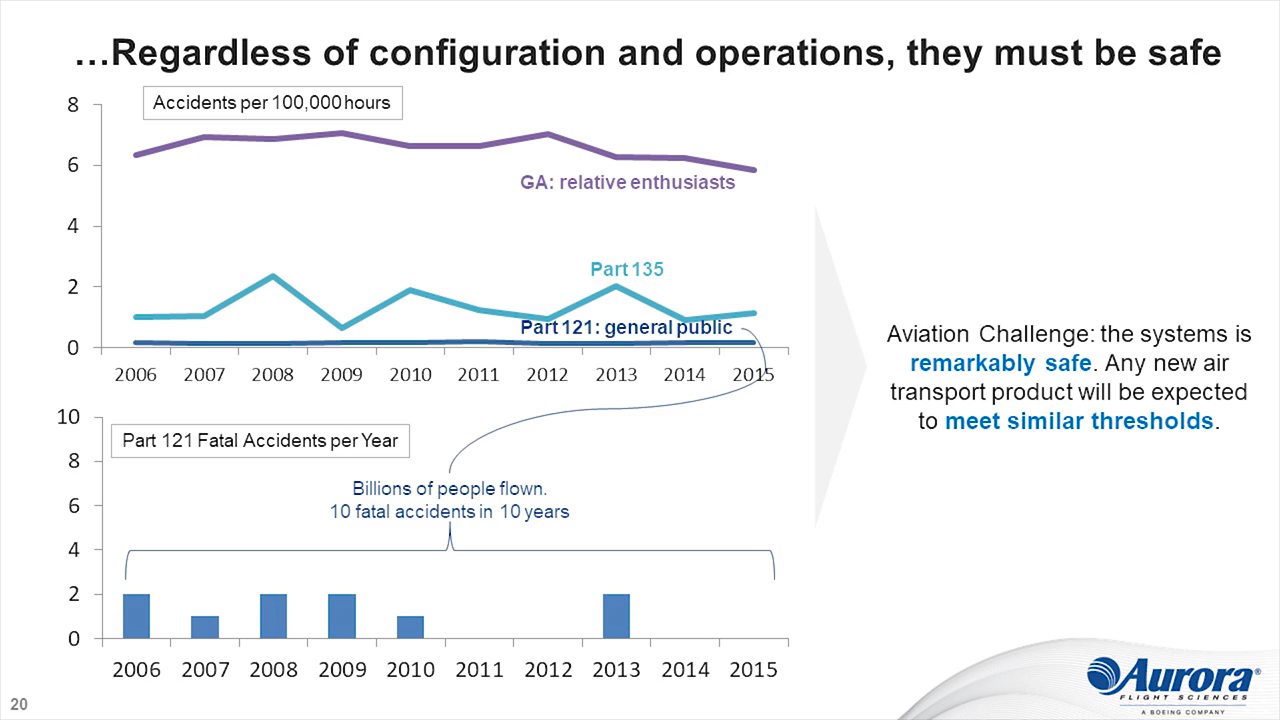 …Regardless of configuration and operations, they must be safe
Accidents per 100,000 hours
8
6
4
2
0
GA: relative enthusiasts
Part 135
Part 121: general public
2006 2007 2008 2009 2010 2011 2012 2013 2014 2015
Aviation Challenge: the systems is
remarkably safe. Any new air
transport product will be expected
to meet similar thresholds.
Part 121 Fatal Accidents per Year
10
8
6
4
2
0
Billions of people flown.
10 fatal accidents in 10 years
2006 2007 2008 2009 2010 2011 2012 2013 2014 2015
20
Aurora®
FLIGHT SCIENCES
A BOEING COMPANY